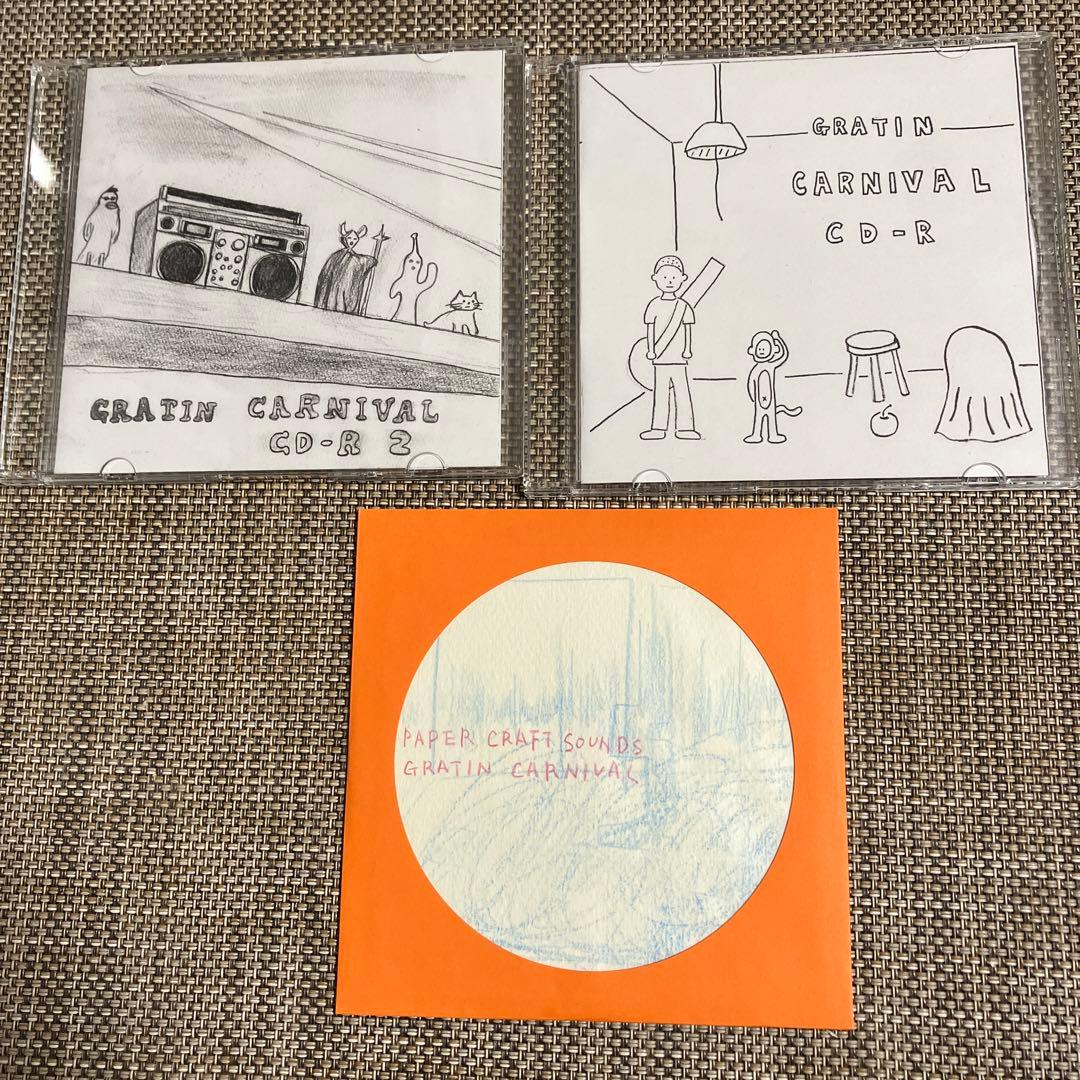 GRATIN CARNIVAL
CD-R 2
GRATIN
CARNIVAL
CD-R
PAPER CRAFT SOUNDS
GRATIN CARNIVAL